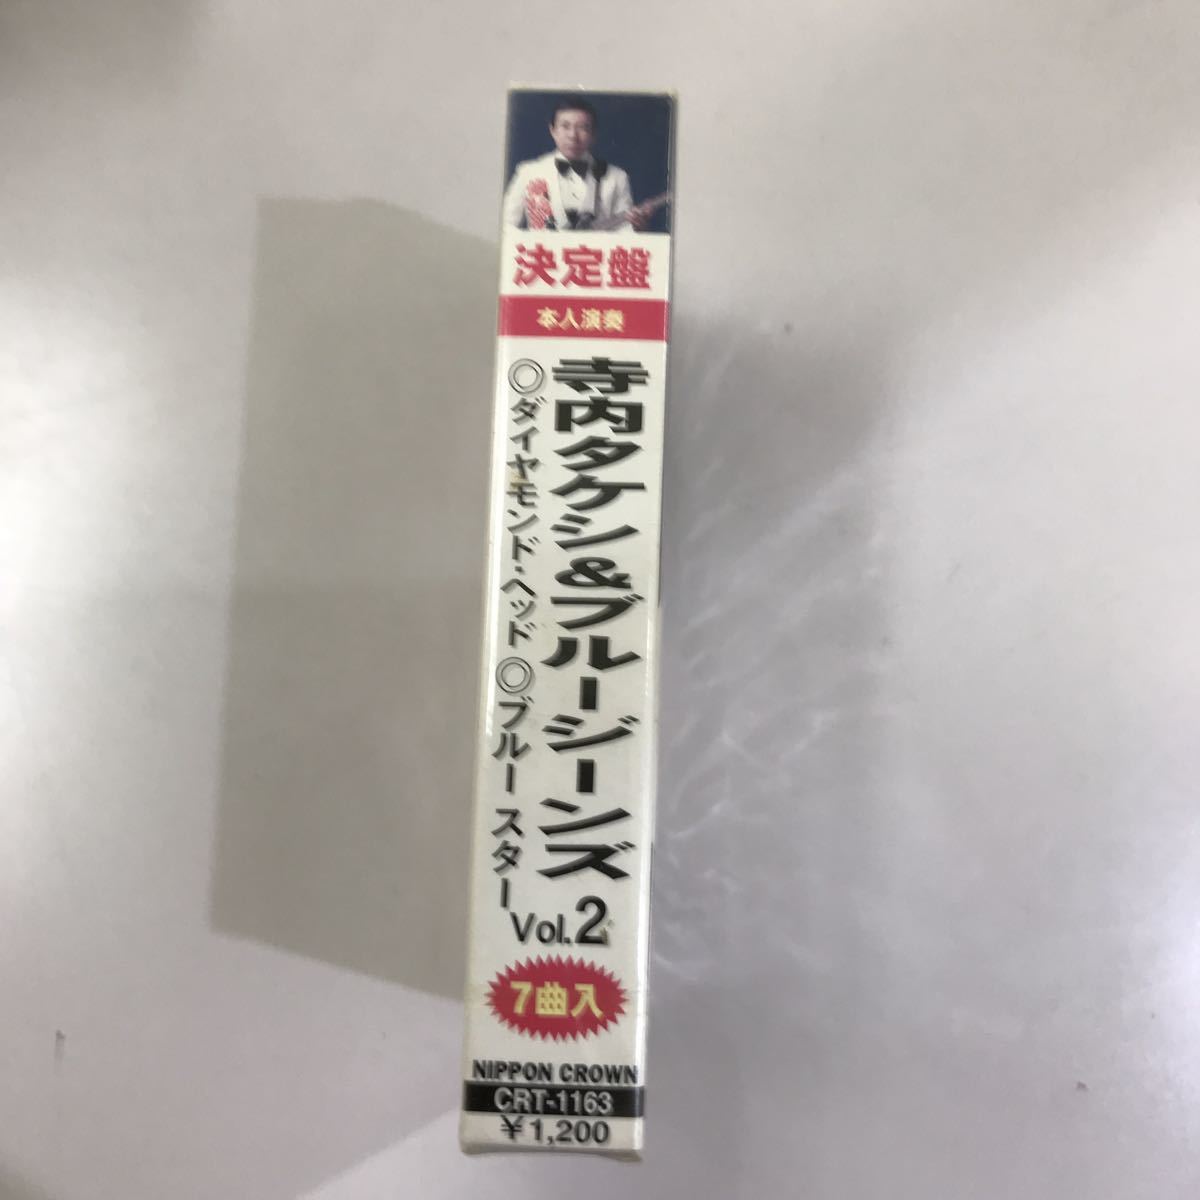 決定盤
本人演奏
寺内タケシ&ブルージーンズ
◎ダイヤモンド・ヘッド◎ブルー スター
Vol.2
7曲入
NIPPON CROWN
CRT-1163
¥1,200